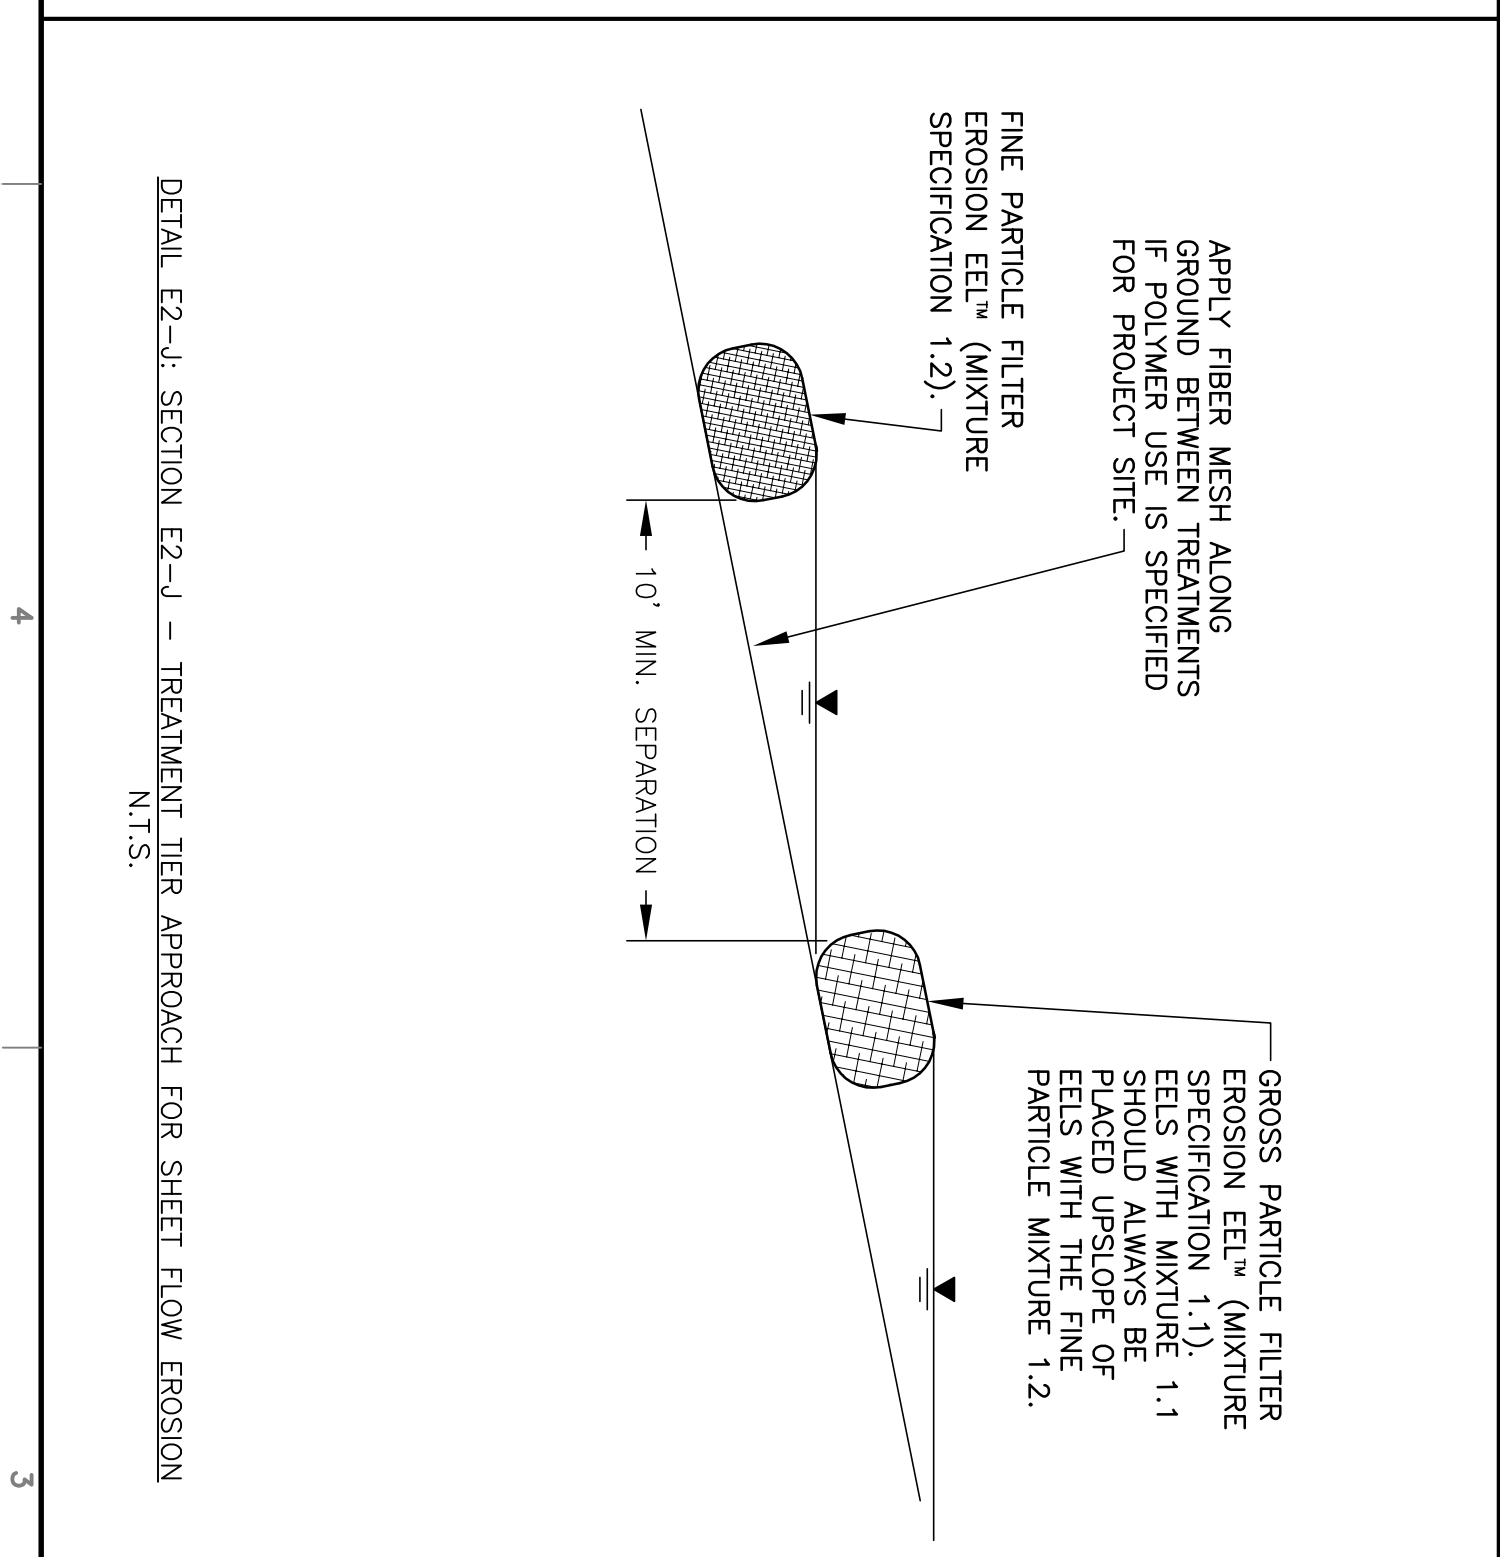 APPLY FIBER MESH ALONG
GROUND BETWEEN TREATMENTS
IF POLYMER USE IS SPECIFIED
FOR PROJECT SITE.
FINE PARTICLE FILTER
EROSION EEL™ (MIXTURE
SPECIFICATION 1.2).
GROSS PARTICLE FILTER
EROSION EEL™ (MIXTURE
SPECIFICATION 1.1).
EELS WITH MIXTURE 1.1
SHOULD ALWAYS BE
PLACED UPSLOPE OF
EELS WITH THE FINE
PARTICLE MIXTURE 1.2.
10' MIN. SEPARATION
DETAIL E2-J: SECTION E2-J - TREATMENT TIER APPROACH FOR SHEET FLOW EROSION
N.T.S.
4
3